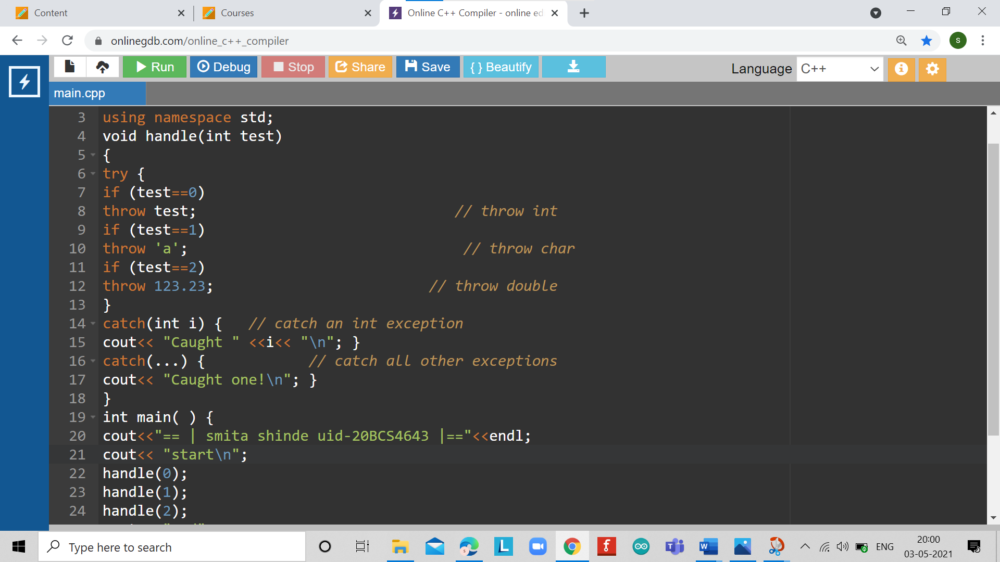 Content
Courses
Online C++ Compiler - online ed
onlinegdb.com/online_c++_compiler
S
Run
Debug
Stop
Share
Save
{ } Beautify
Language
C++
main.cpp
3 using namespace std;
4 void handle(int test)
5 {
6 try {
7 if (test==0)
8 throw test; // throw int
9 if (test==1)
10 throw 'a'; // throw char
11 if (test==2)
12 throw 123.23; // throw double
13 }
14 catch(int i) { // catch an int exception
15 cout<< "Caught " <<i<< "\n"; }
16 catch(...) { // catch all other exceptions
17 cout<< "Caught one!\n"; }
18 }
19 int main( ) {
20 cout<<"== | smita shinde uid-20BCS4643 |=="<<endl;
21 cout<< "start\n";
22 handle(0);
23 handle(1);
24 handle(2);
Type here to search
ENG
20:00
03-05-2021